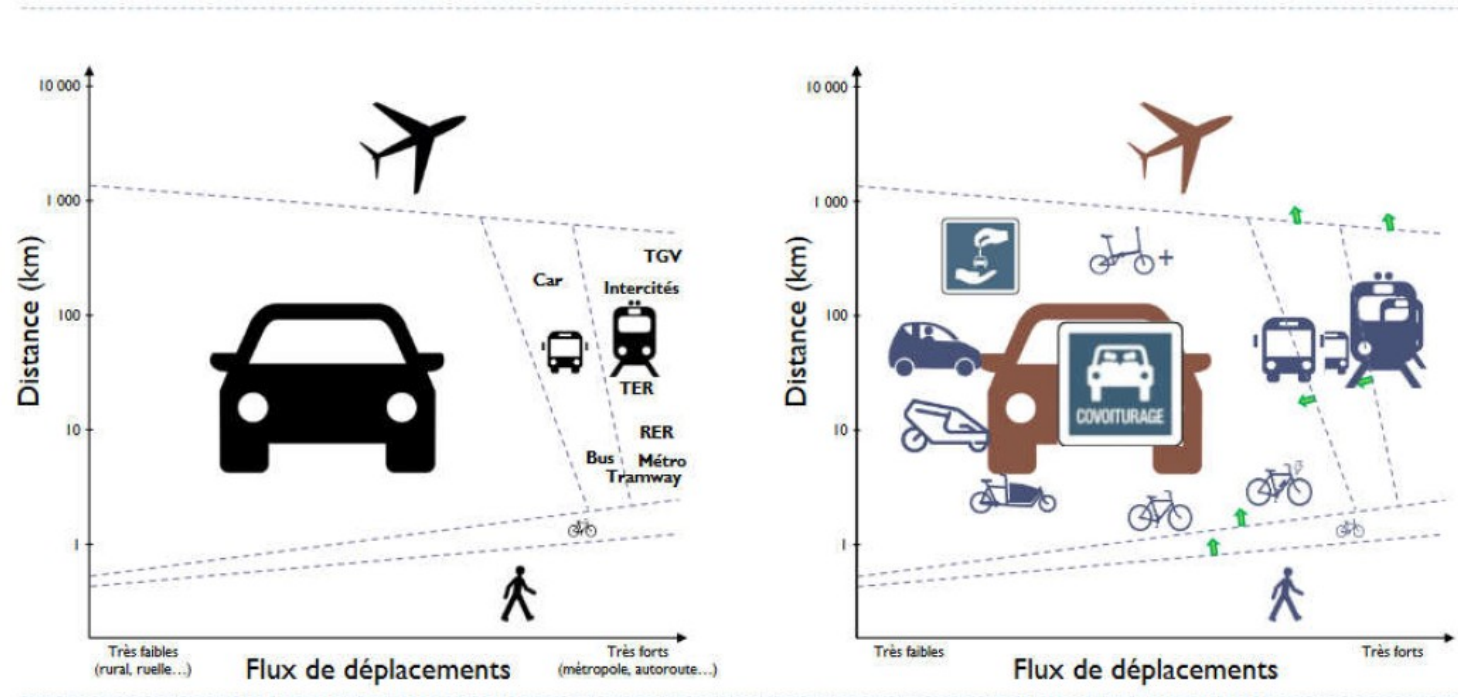 10 000
1 000
100
10
1
Distance (km)
TGV
Car
Intercités
TER
RER
Bus
Métro
Tramway
Très faibles
(rural, ruelle...)
Flux de déplacements
Très forts
(métropole, autoroute...)
10 000
1 000
100
10
1
Distance (km)
+
COVOITURAGE
Très faibles
Flux de déplacements
Très forts